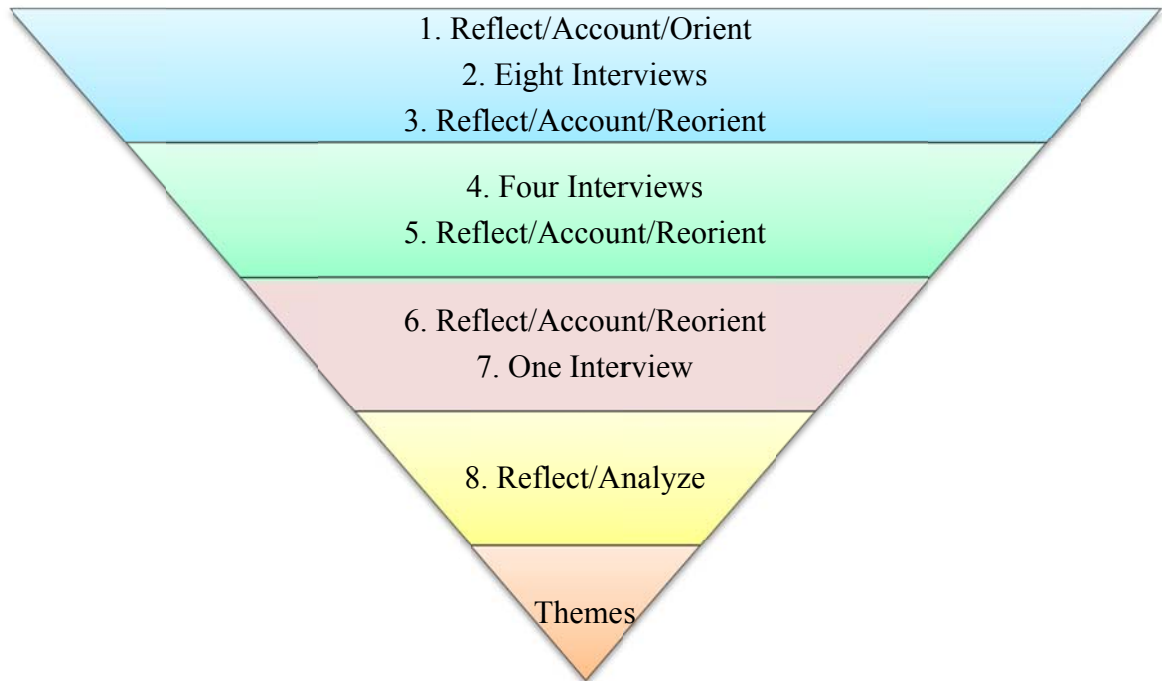 1. Reflect/Account/Orient
2. Eight Interviews
3. Reflect/Account/Reorient
4. Four Interviews
5. Reflect/Account/Reorient
6. Reflect/Account/Reorient
7. One Interview
8. Reflect/Analyze
Themes